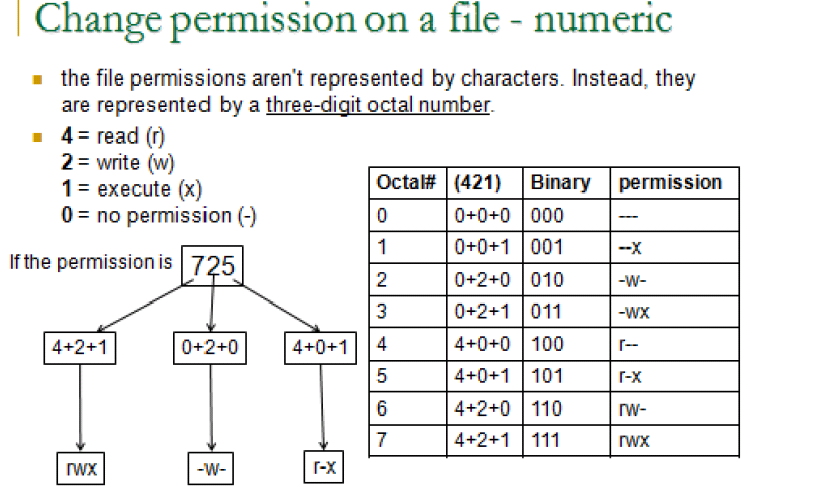 Change permission on a file - numeric
the file permissions aren't represented by characters. Instead, they
are represented by a three-digit octal number.
4 = read (r)
2 = write (w)
1 = execute (x)
0 = no permission (-)
If the permission is 725
4+2+1 0+2+0 4+0+1
rwx -w- r-x
Octal# (421) Binary permission
0 0+0+0 000 ---
1 0+0+1 001 --x
2 0+2+0 010 -w-
3 0+2+1 011 -wx
4 4+0+0 100 r--
5 4+0+1 101 r-x
6 4+2+0 110 rw-
7 4+2+1 111 rwx